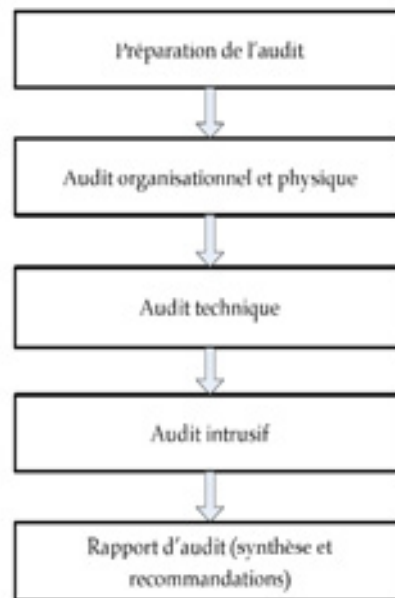 Préparation de l'audit
Audit organisationnel et physique
Audit technique
Audit intrusif
Rapport d'audit (synthèse et
recommandations)